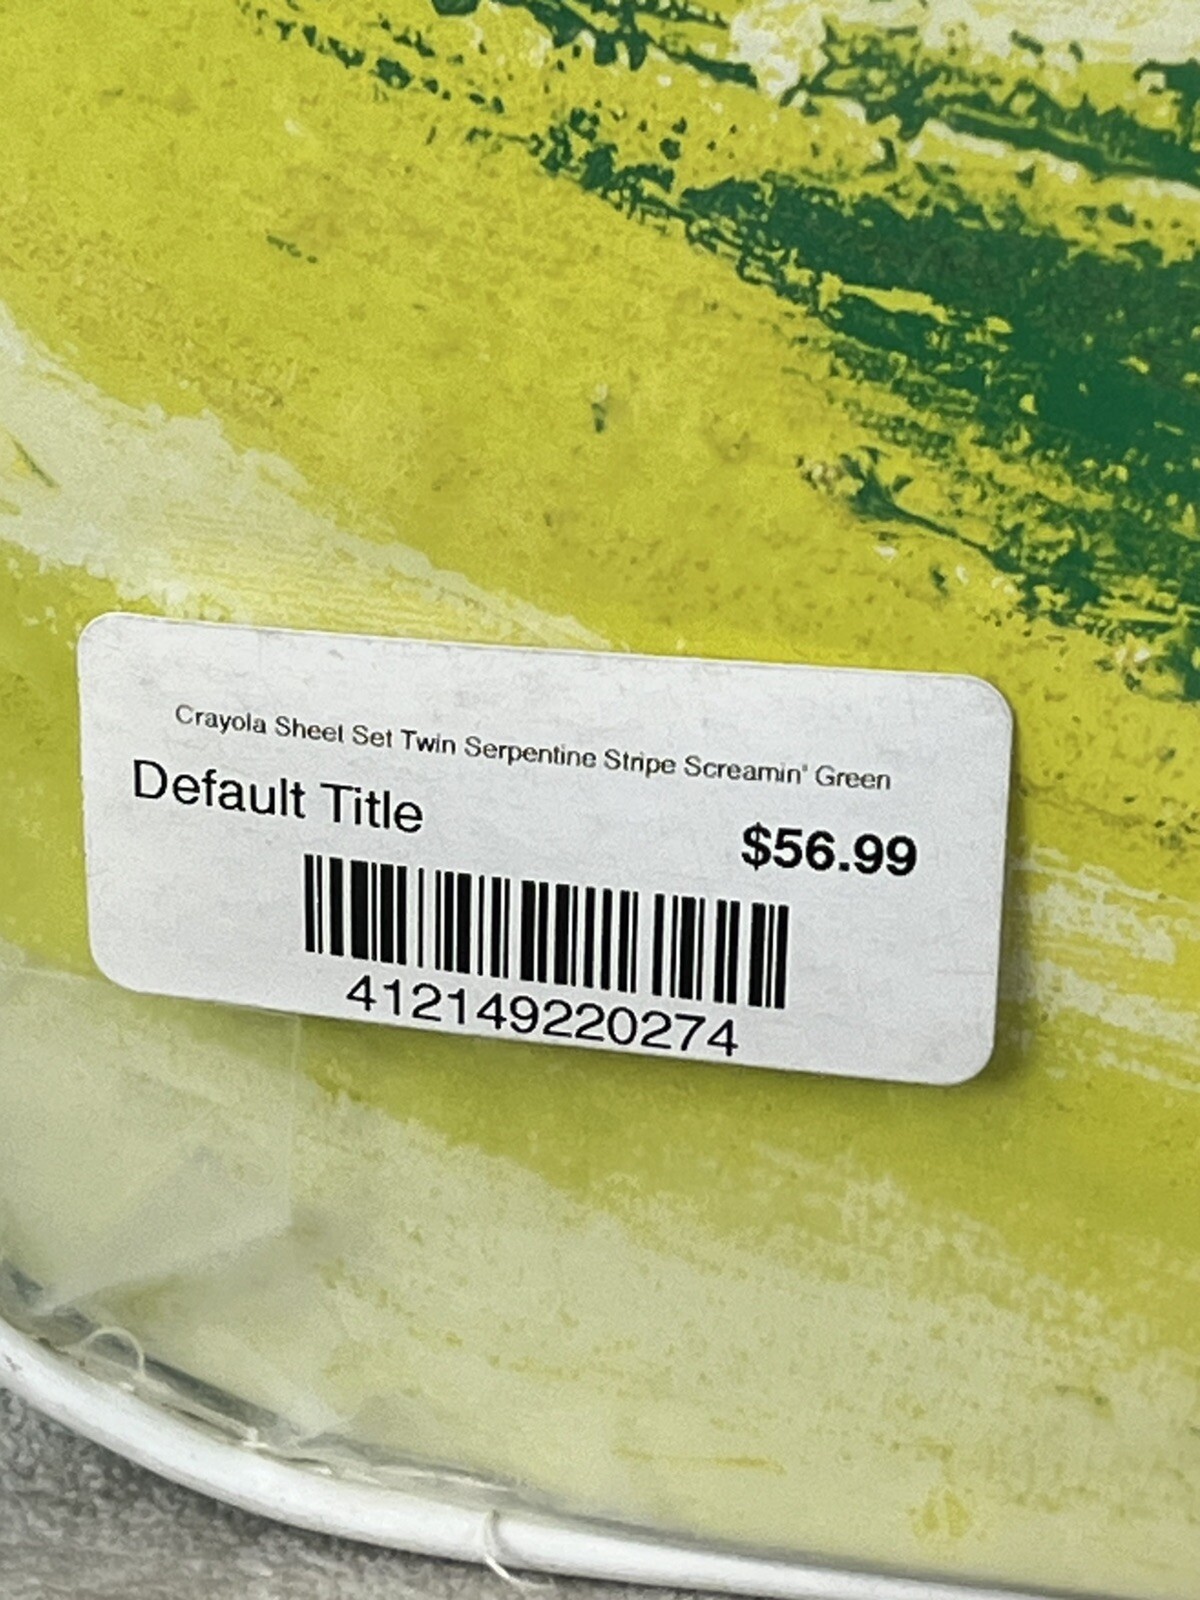 Crayola Sheet Set Twin Serpentine Stripe Screamin' Green
Default Title
$56.99
412149220274